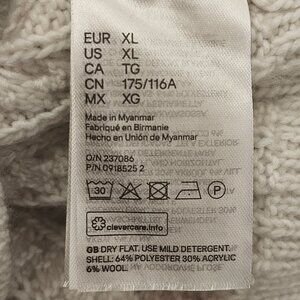 EUR XL
US XL
CA TG
CN 175/116A
MX XG
Made in Myanmar
Fabriqué en Birmanie
Hecho en Unión de Myanmar
O/N 237086
P/N 0918525 2
30
P
clevercare.info
GB DRY FLAT. USE MILD DETERGENT.
SHELL: 64% POLYESTER 30% ACRYLIC
6% WOOL